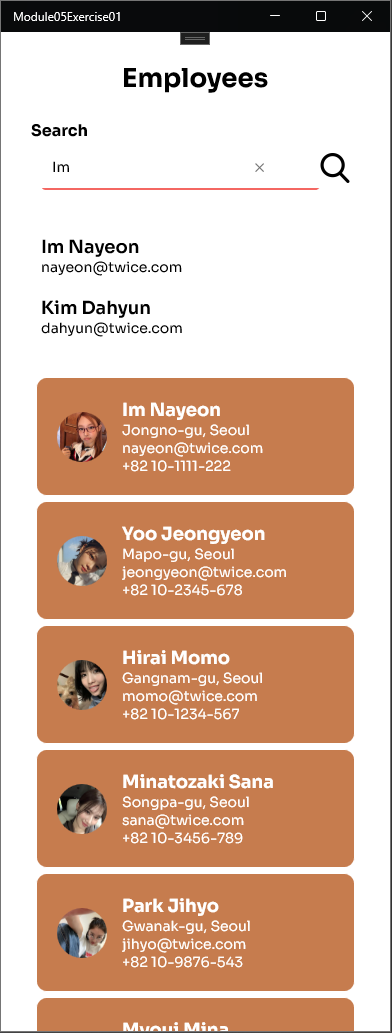 Module05Exercise01
Employees
Search
Im
Im Nayeon
nayeon@twice.com
Kim Dahyun
dahyun@twice.com
Im Nayeon
Jongno-gu, Seoul
nayeon@twice.com
+82 10-1111-222
Yoo Jeongyeon
Mapo-gu, Seoul
jeongyeon@twice.com
+82 10-2345-678
Hirai Momo
Gangnam-gu, Seoul
momo@twice.com
+82 10-1234-567
Minatozaki Sana
Songpa-gu, Seoul
sana@twice.com
+82 10-3456-789
Park Jihyo
Gwanak-gu, Seoul
jihyo@twice.com
+82 10-9876-543
Myoui Mina